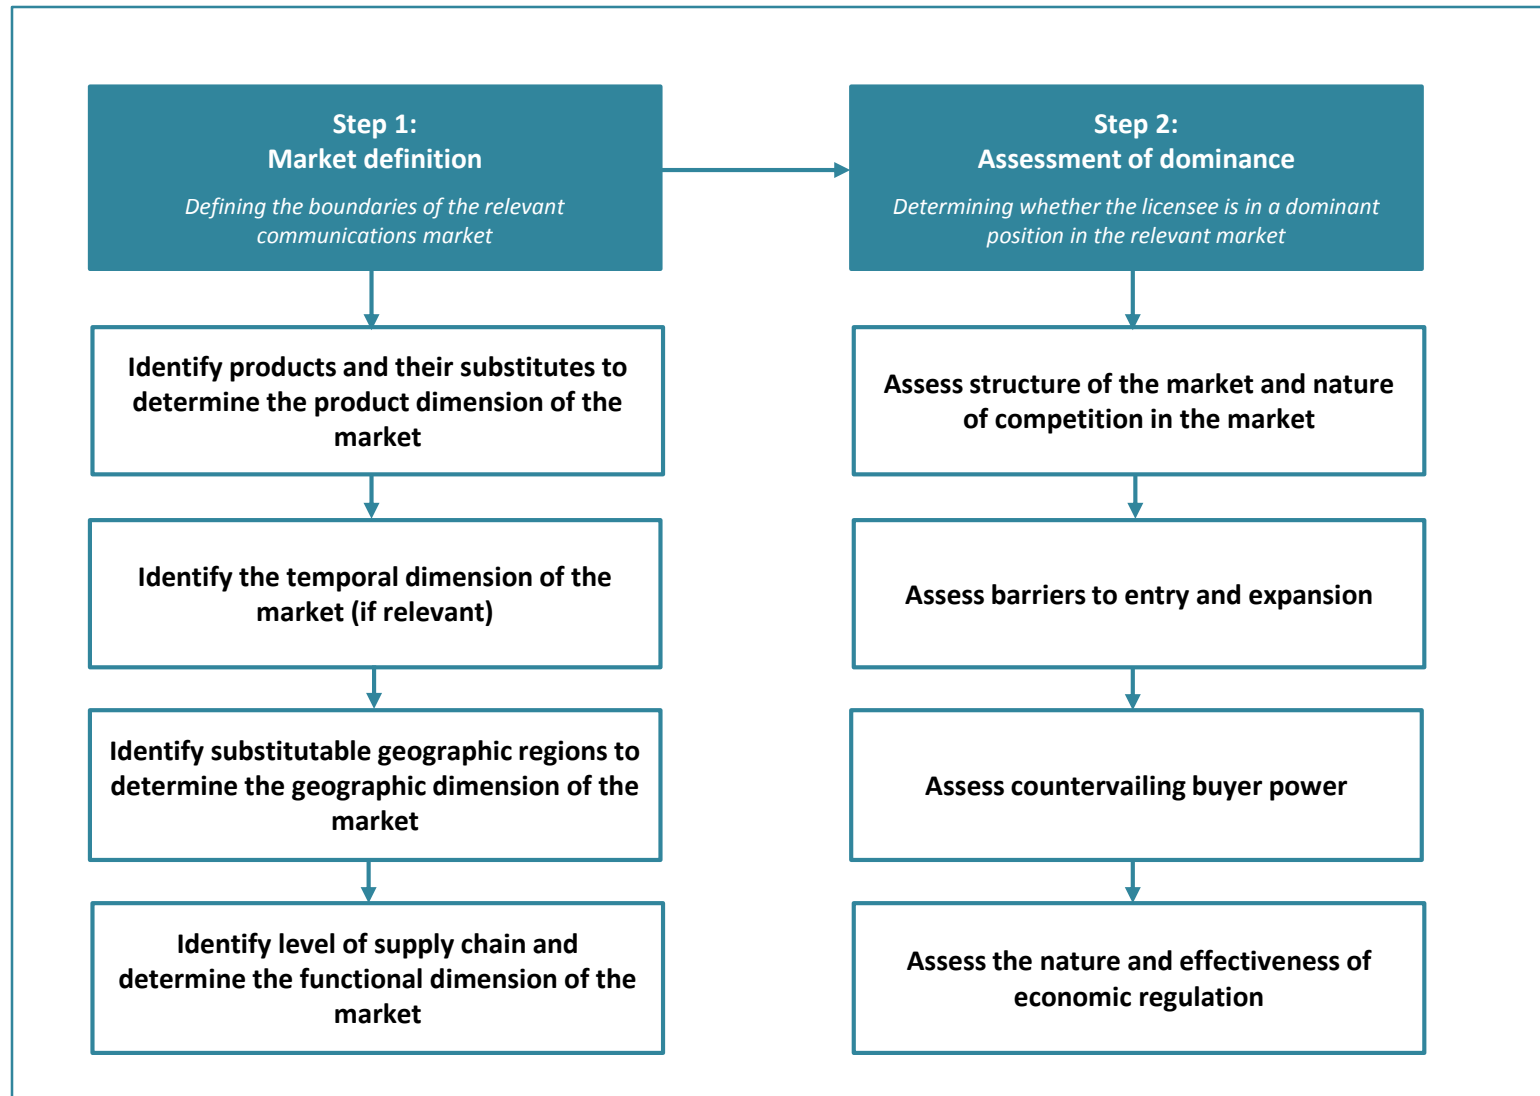 Step 1:
Market definition
Defining the boundaries of the relevant
communications market
Identify products and their substitutes to
determine the product dimension of the
market
Identify the temporal dimension of the
market (if relevant)
Identify substitutable geographic regions to
determine the geographic dimension of the
market
Identify level of supply chain and
determine the functional dimension of the
market
Step 2:
Assessment of dominance
Determining whether the licensee is in a dominant
position in the relevant market
Assess structure of the market and nature
of competition in the market
Assess barriers to entry and expansion
Assess countervailing buyer power
Assess the nature and effectiveness of
economic regulation